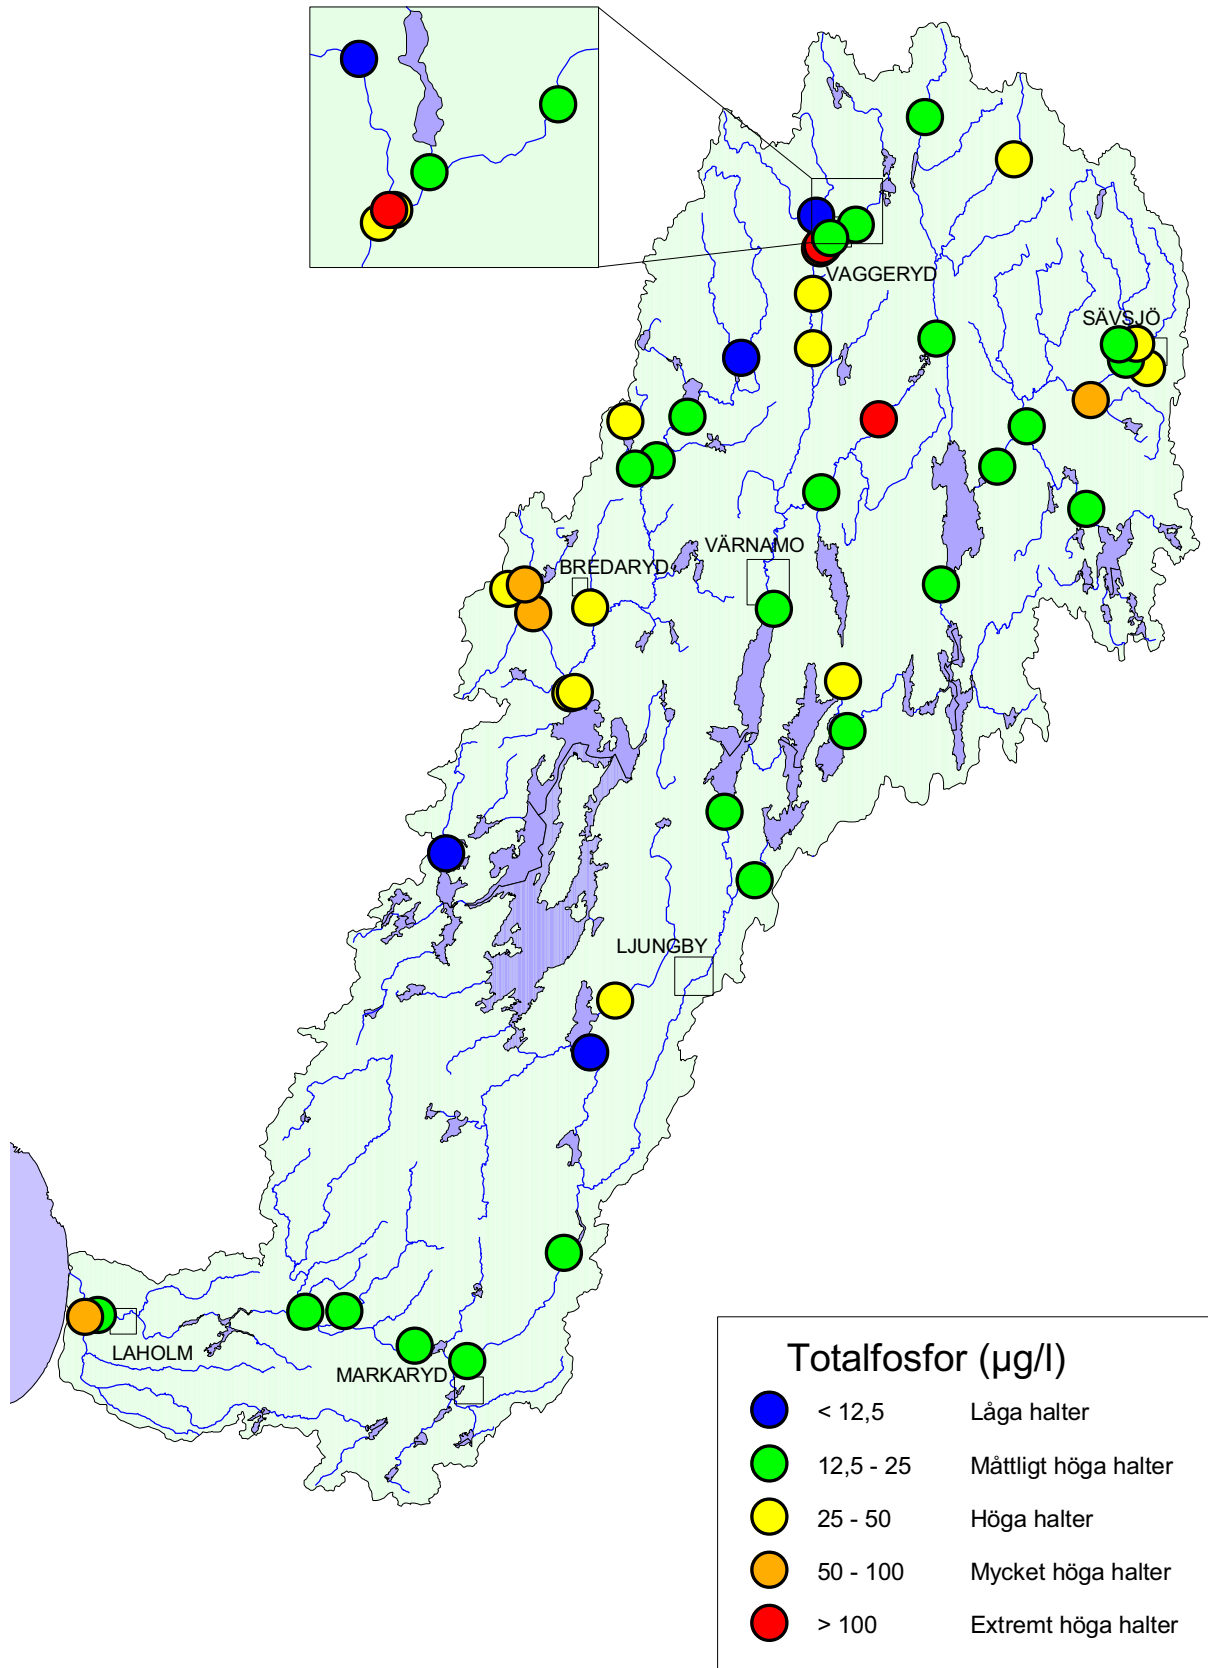 VAGGERYD
SÄVSJÖ
VÄRNAMO
BREDARYD
LJUNGBY
LAHOLM
MARKARYD
Totalfosfor (µg/l)
< 12,5 Låga halter
12,5 - 25 Måttligt höga halter
25 - 50 Höga halter
50 - 100 Mycket höga halter
> 100 Extremt höga halter